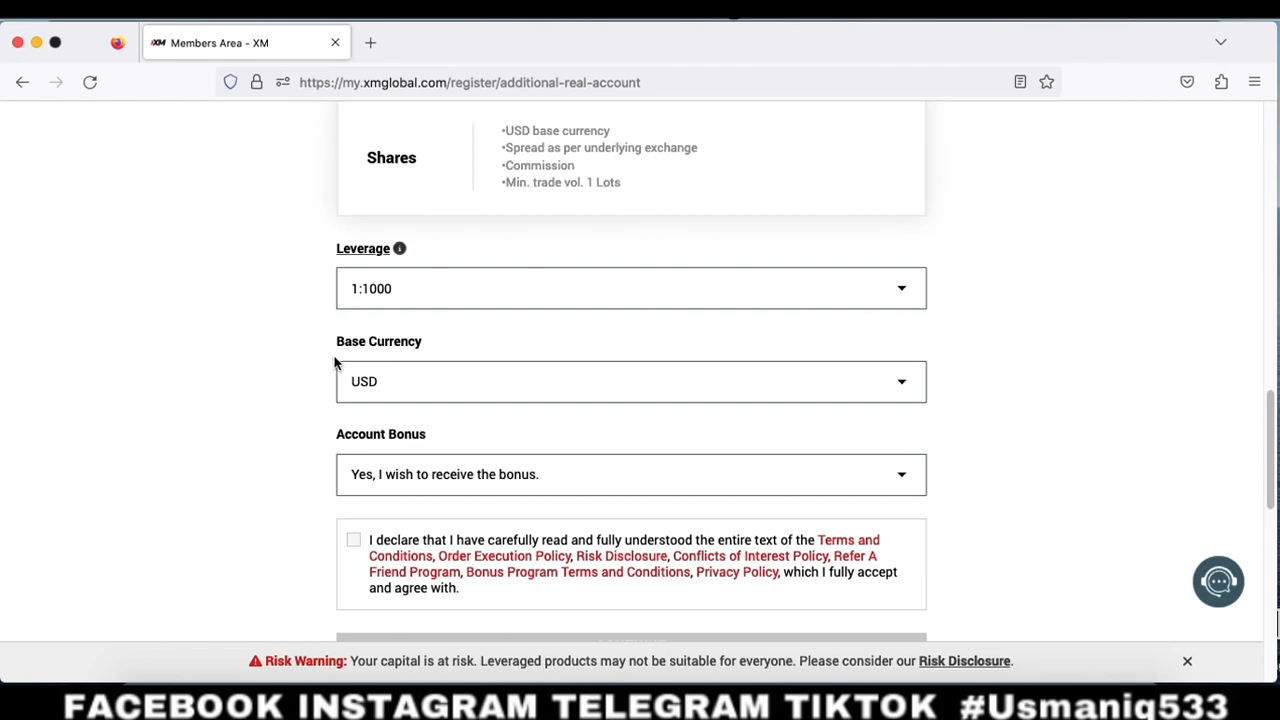 XM Members Area - XM
https://my.xmglobal.com/register/additional-real-account
•USD base currency
•Spread as per underlying exchange
Shares
•Commission
•Min. trade vol. 1 Lots
Leverage
1:1000
Base Currency
USD
Account Bonus
Yes, I wish to receive the bonus.
I declare that I have carefully read and fully understood the entire text of the Terms and
Conditions, Order Execution Policy, Risk Disclosure, Conflicts of Interest Policy, Refer A
Friend Program, Bonus Program Terms and Conditions, Privacy Policy, which I fully accept
and agree with.
Risk Warning: Your capital is at risk. Leveraged products may not be suitable for everyone. Please consider our Risk Disclosure.
FACEBOOK INSTAGRAM TELEGRAM TIKTOK #Usmaniq533